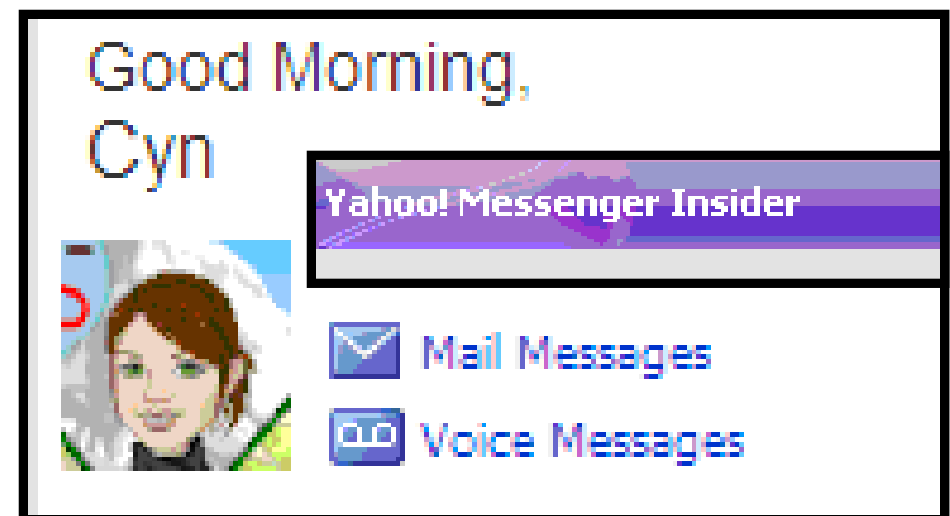 Good Morning,
Cyn
Yahoo! Messenger Insider
Mail Messages
Voice Messages